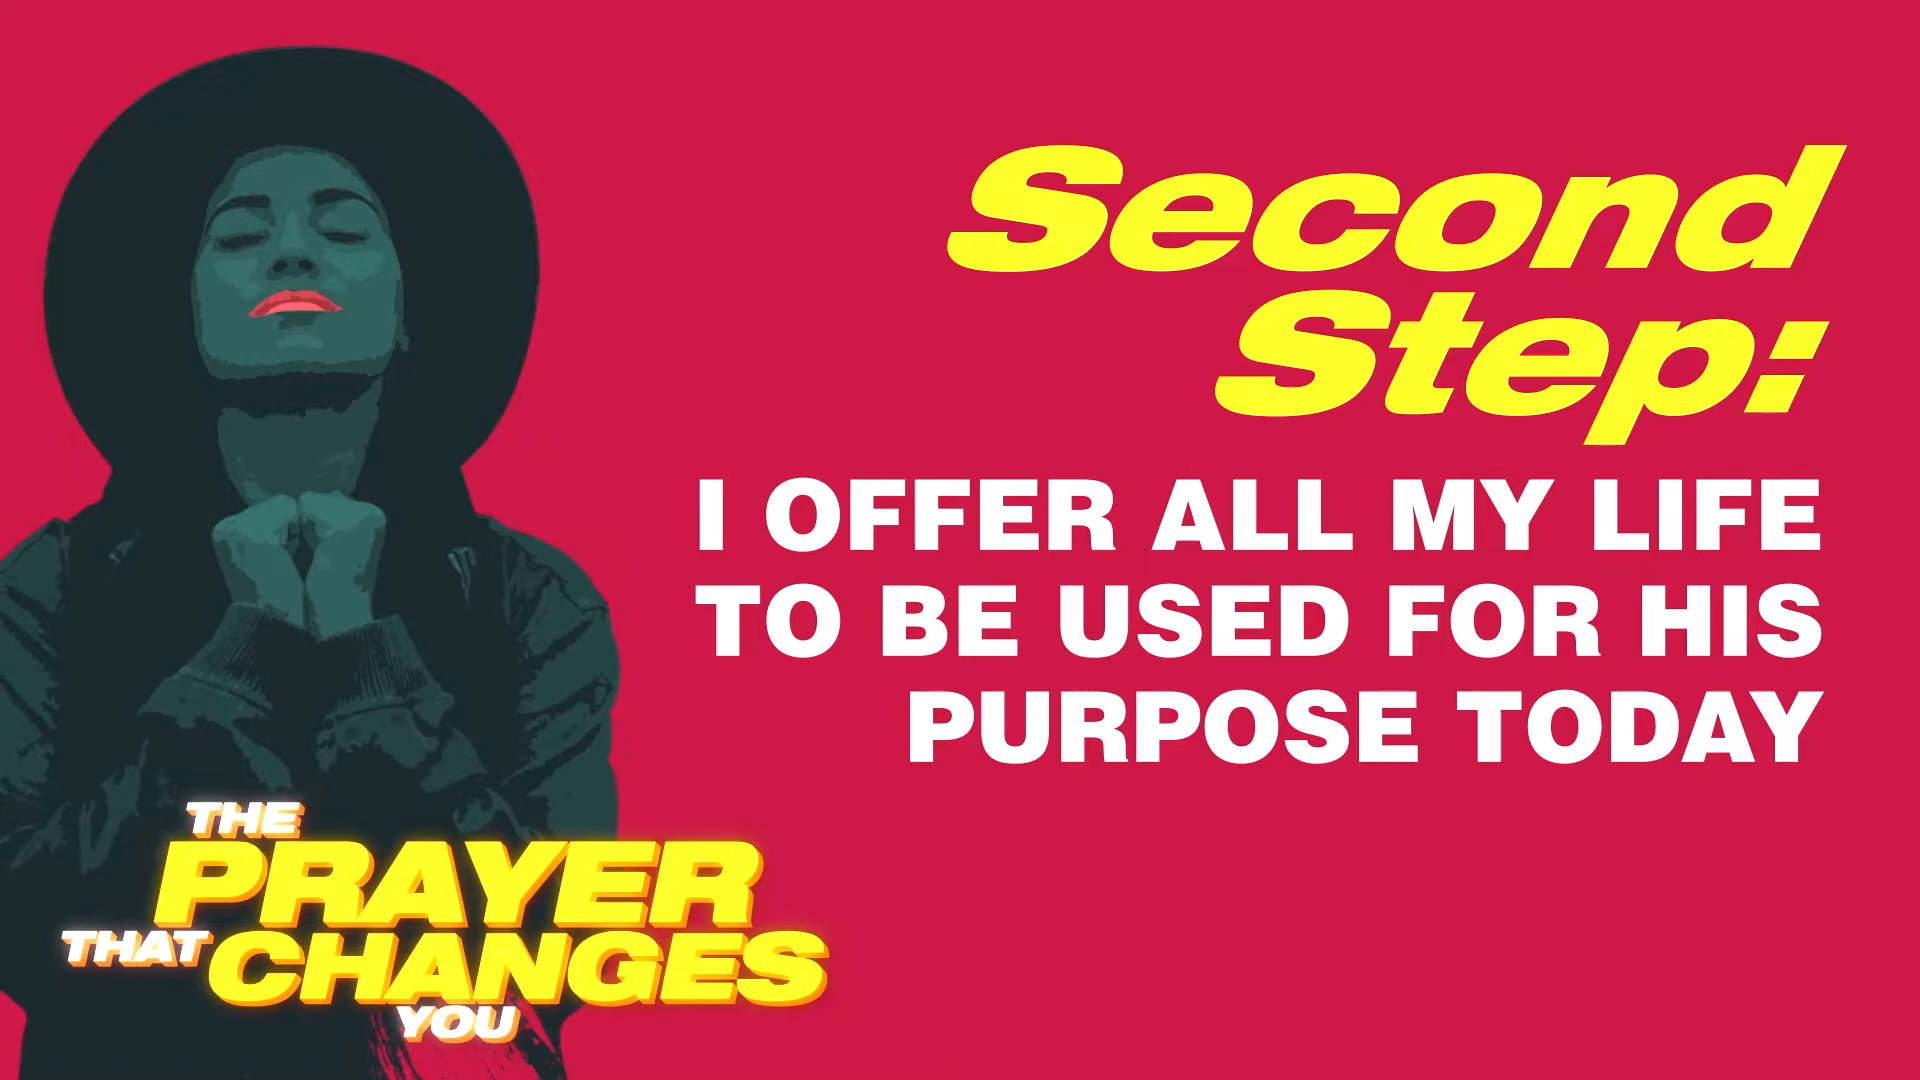 Second
Step:
I OFFER ALL MY LIFE
TO BE USED FOR HIS
PURPOSE TODAY
THE
PRAYER
THAT CHANGES
YOU